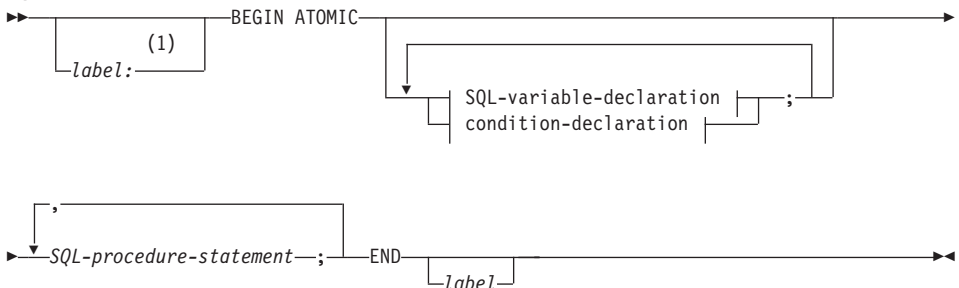 BEGIN ATOMIC
(1)
label:
SQL-variable-declaration ;
condition-declaration
,
SQL-procedure-statement ; END
label